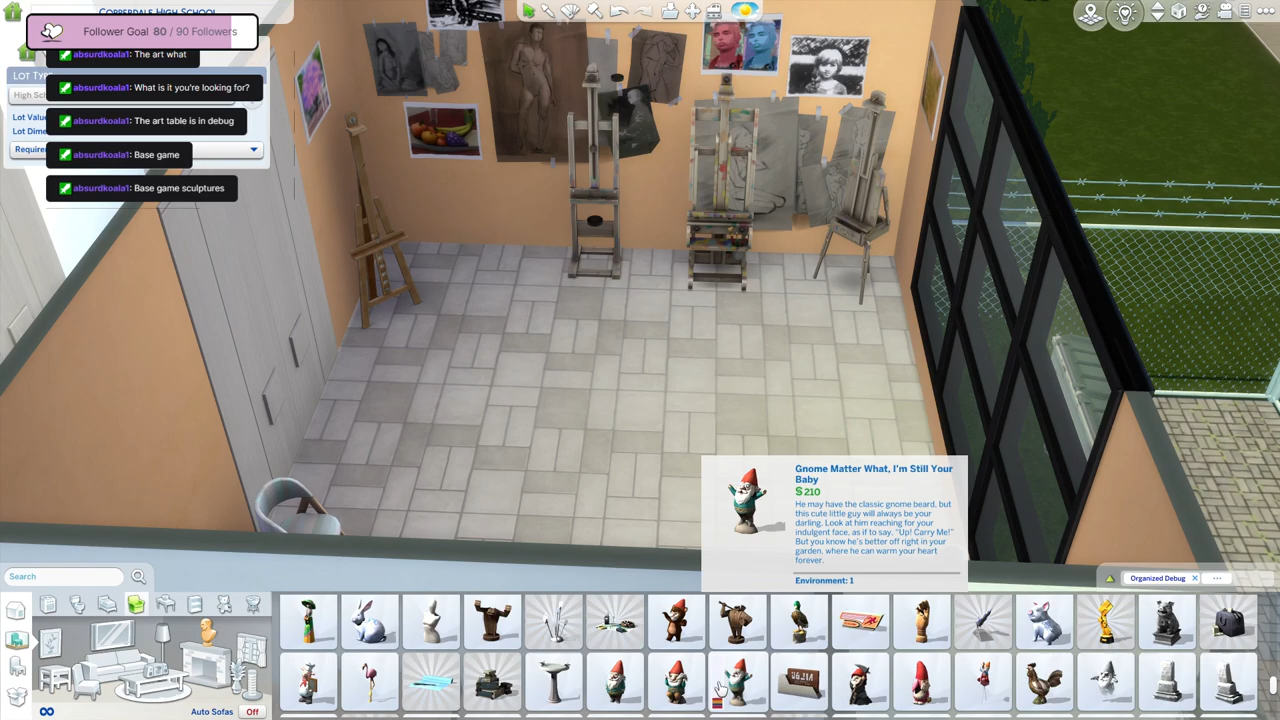 COPPERDALE HIGH SCHOOL
Follower Goal 80 / 90 Followers
absurdkoala1: The art what
LOT TY
absurdkoala1: What is it you're looking for?
High Sch
Lot Value
absurdkoala1: The art table is in debug
Lot Dime
Require
absurdkoala1: Base game
absurdkoala1: Base game sculptures
Gnome Matter What, I'm Still Your
Baby
§210
He may have the classic gnome beard, but
this cute little guy will always be your
darling. Look at him reaching for your
indulgent face, as if to say, "Up! Carry Me!"
But you know he's better off right in your
garden, where he can warm your heart
forever.
Environment: 1
Search
Organized Debug
Auto Sofas Off